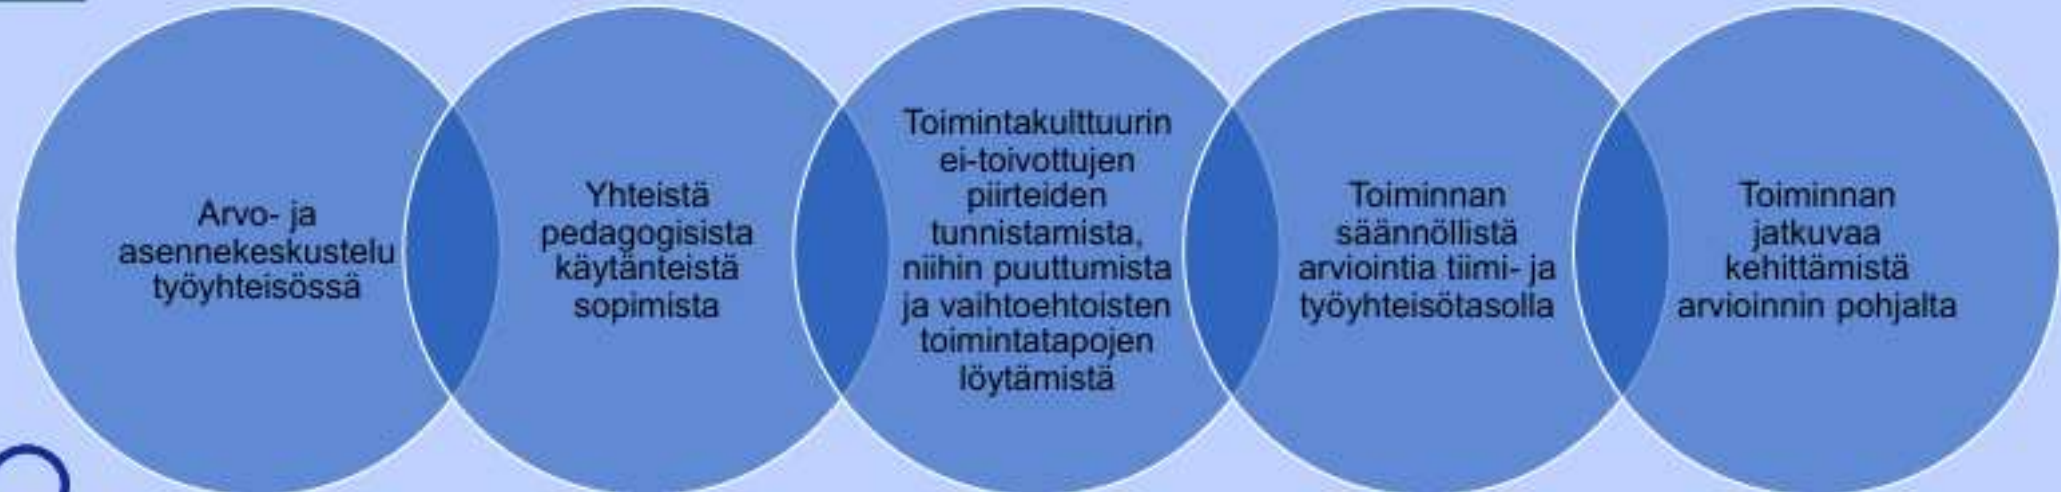 Arvo- ja
asennekeskustelu
työyhteisössä
Yhteistä
pedagogisista
käytänteistä
sopimista
Toimintakulttuurin
ei-toivottujen
piirteiden
tunnistamista,
niihin puuttumista
ja vaihtoehtoisten
toimintatapojen
löytämistä
Toiminnan
säännöllistä
arviointia tiimi- ja
työyhteisötasolla
Toiminnan
jatkuvaa
kehittämistä
arvioinnin pohjalta